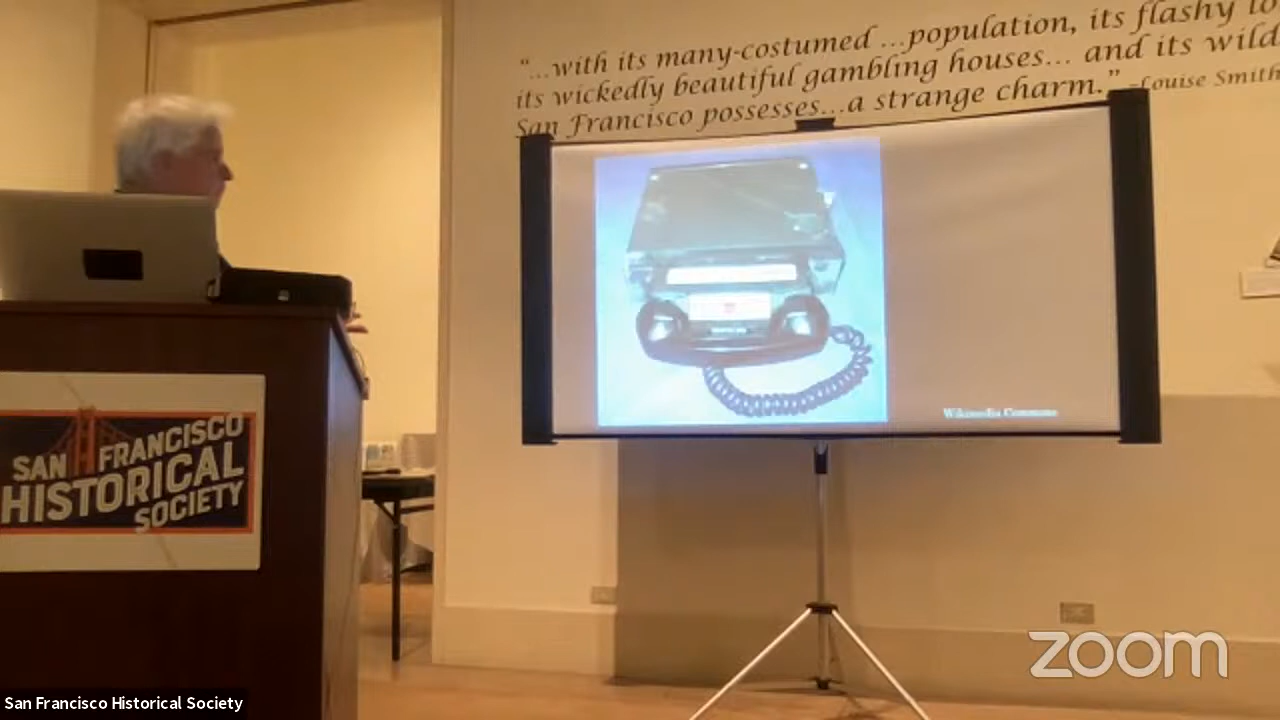 "...with its many-costumed ...population, its flashy
its wickedly beautiful gambling houses... and its wild
San Francisco possesses...a strange charm." -Louise Smith
Wikimedia Commons
SAN FRANCISCO
HISTORICAL
SOCIETY
zoom
San Francisco Historical Society